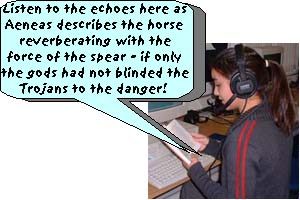 Listen to the echoes here as
Aeneas describes the horse
reverberating with the
force of the spear - if only
the gods had not blinded the
Trojans to the danger!